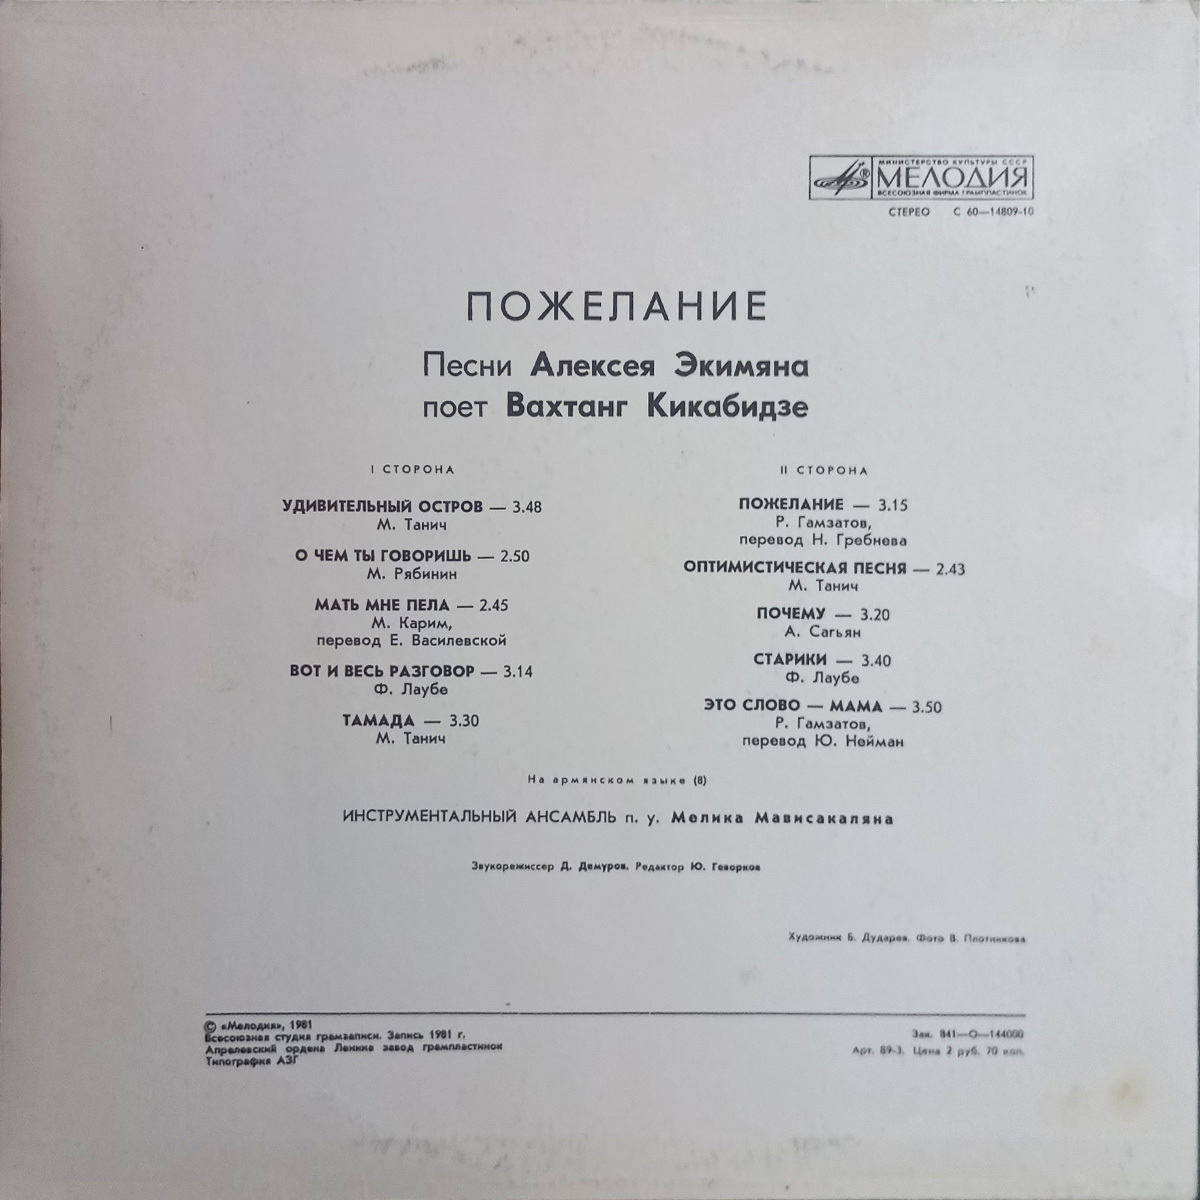 МИНИСТЕРСТВО КУЛЬТУРЫ СССР
МЕЛОДИЯ
ВСЕСОЮЗНАЯ ФИРМА ГРАМПЛАСТИНОК
СТЕРЕО С 60—14809-10
ПОЖЕЛАНИЕ
Песни Алексея Экимяна
поет Вахтанг Кикабидзе
I СТОРОНА
УДИВИТЕЛЬНЫЙ ОСТРОВ — 3.48
М. Танич
О ЧЕМ ТЫ ГОВОРИШЬ — 2.50
М. Рябинин
МАТЬ МНЕ ПЕЛА — 2.45
М. Карим,
перевод Е. Василевской
ВОТ И ВЕСЬ РАЗГОВОР — 3.14
Ф. Лаубе
ТАМАДА — 3.30
М. Танич
II СТОРОНА
ПОЖЕЛАНИЕ — 3.15
Р. Гамзатов,
перевод Н. Гребнева
ОПТИМИСТИЧЕСКАЯ ПЕСНЯ — 2.43
М. Танич
ПОЧЕМУ — 3.20
А. Сагьян
СТАРИКИ — 3.40
Ф. Лаубе
ЭТО СЛОВО — МАМА — 3.50
Р. Гамзатов,
перевод Ю. Нейман
На армянском языке (8)
ИНСТРУМЕНТАЛЬНЫЙ АНСАМБЛЬ п. у. Мелика Мависакаляна
Звукорежиссер Д. Демуров. Редактор Ю. Геворков
Художник Б. Дударев. Фото В. Плотникова
© «Мелодия», 1981
Всесоюзная студия грамзаписи. Запись 1981 г.
Апрелевский ордена Ленина завод грампластинок
Типография АЗГ
Зак. 841—О—144000
Арт. 89-3. Цена 2 руб. 70 коп.